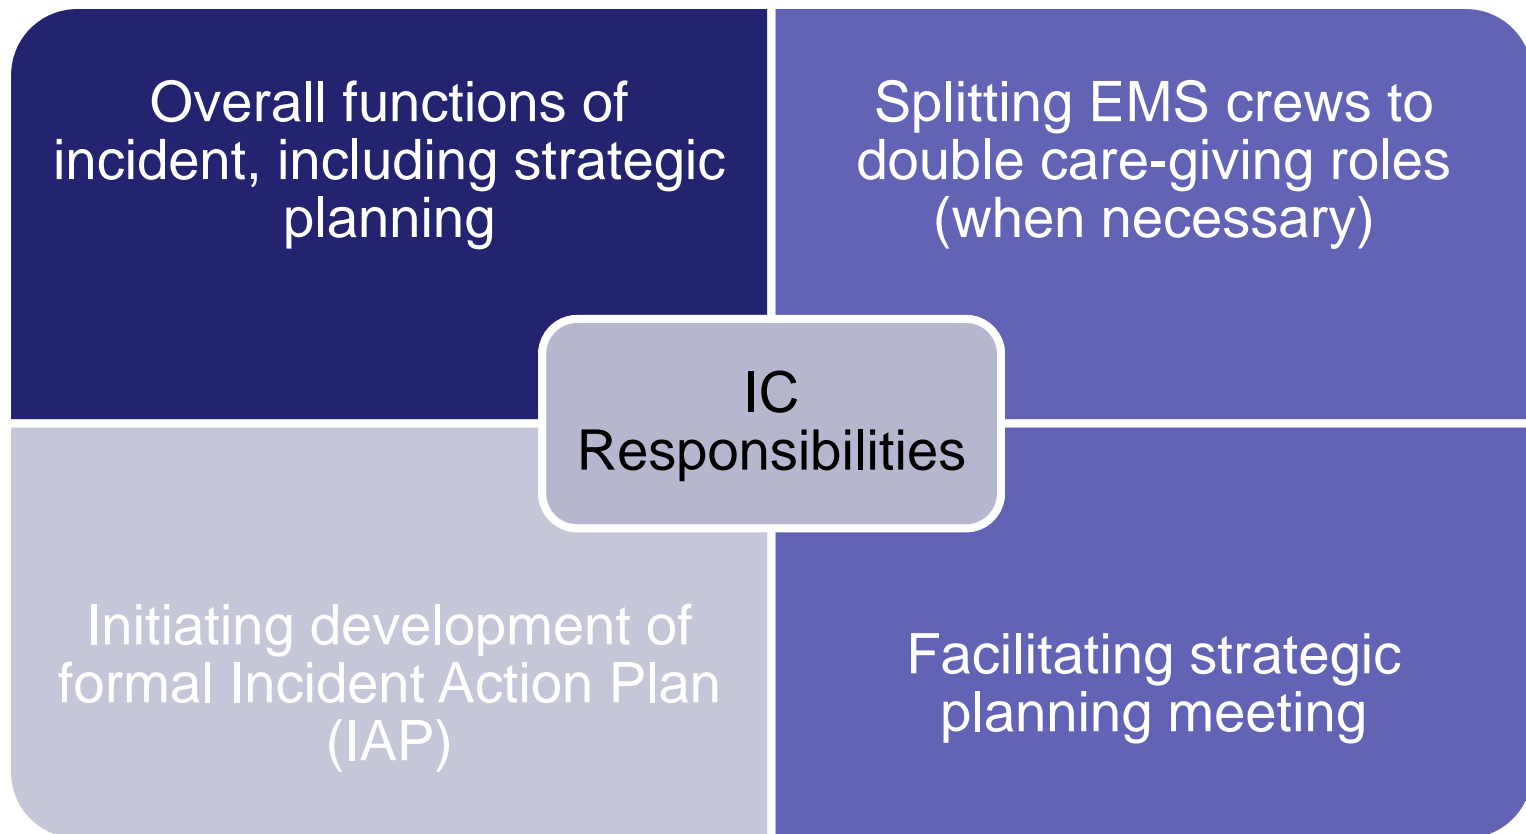 Overall functions of
incident, including strategic
planning
Splitting EMS crews to
double care-giving roles
(when necessary)
IC
Responsibilities
Initiating development of
formal Incident Action Plan
(IAP)
Facilitating strategic
planning meeting